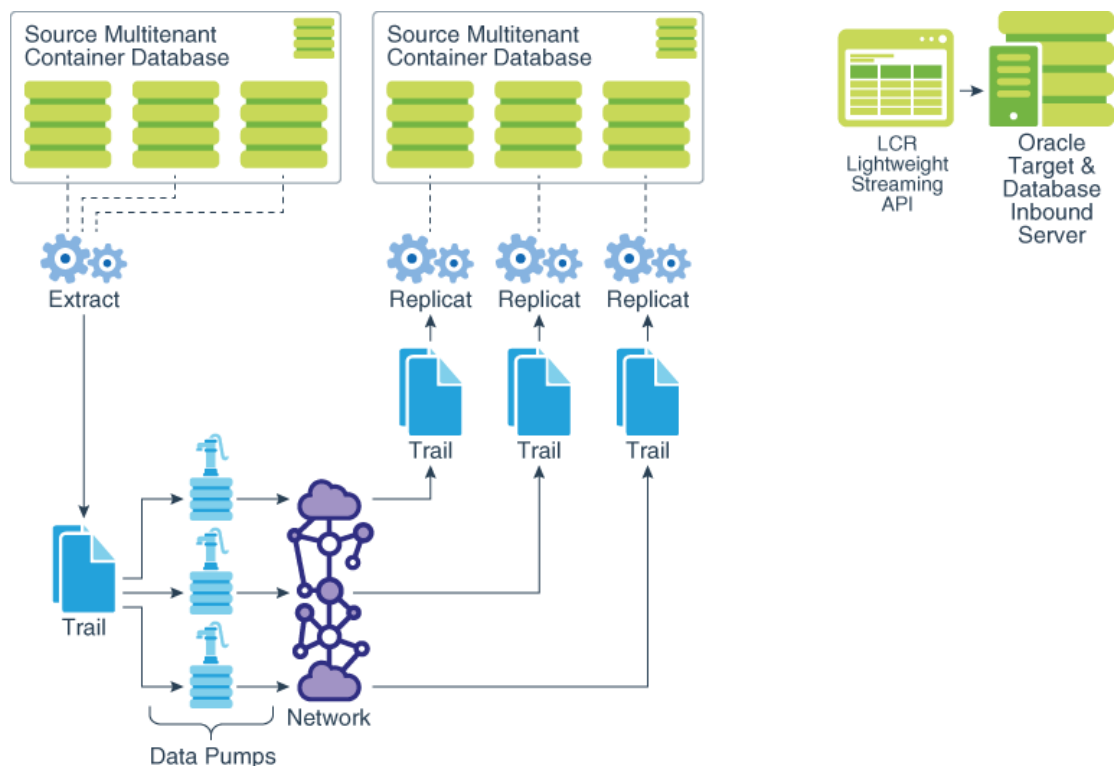 Source Multitenant
Container Database
Source Multitenant
Container Database
LCR
Lightweight
Streaming
API
Oracle
Target &
Database
Inbound
Server
Extract
Replicat
Replicat
Replicat
Trail
Trail
Trail
Trail
Network
Data Pumps